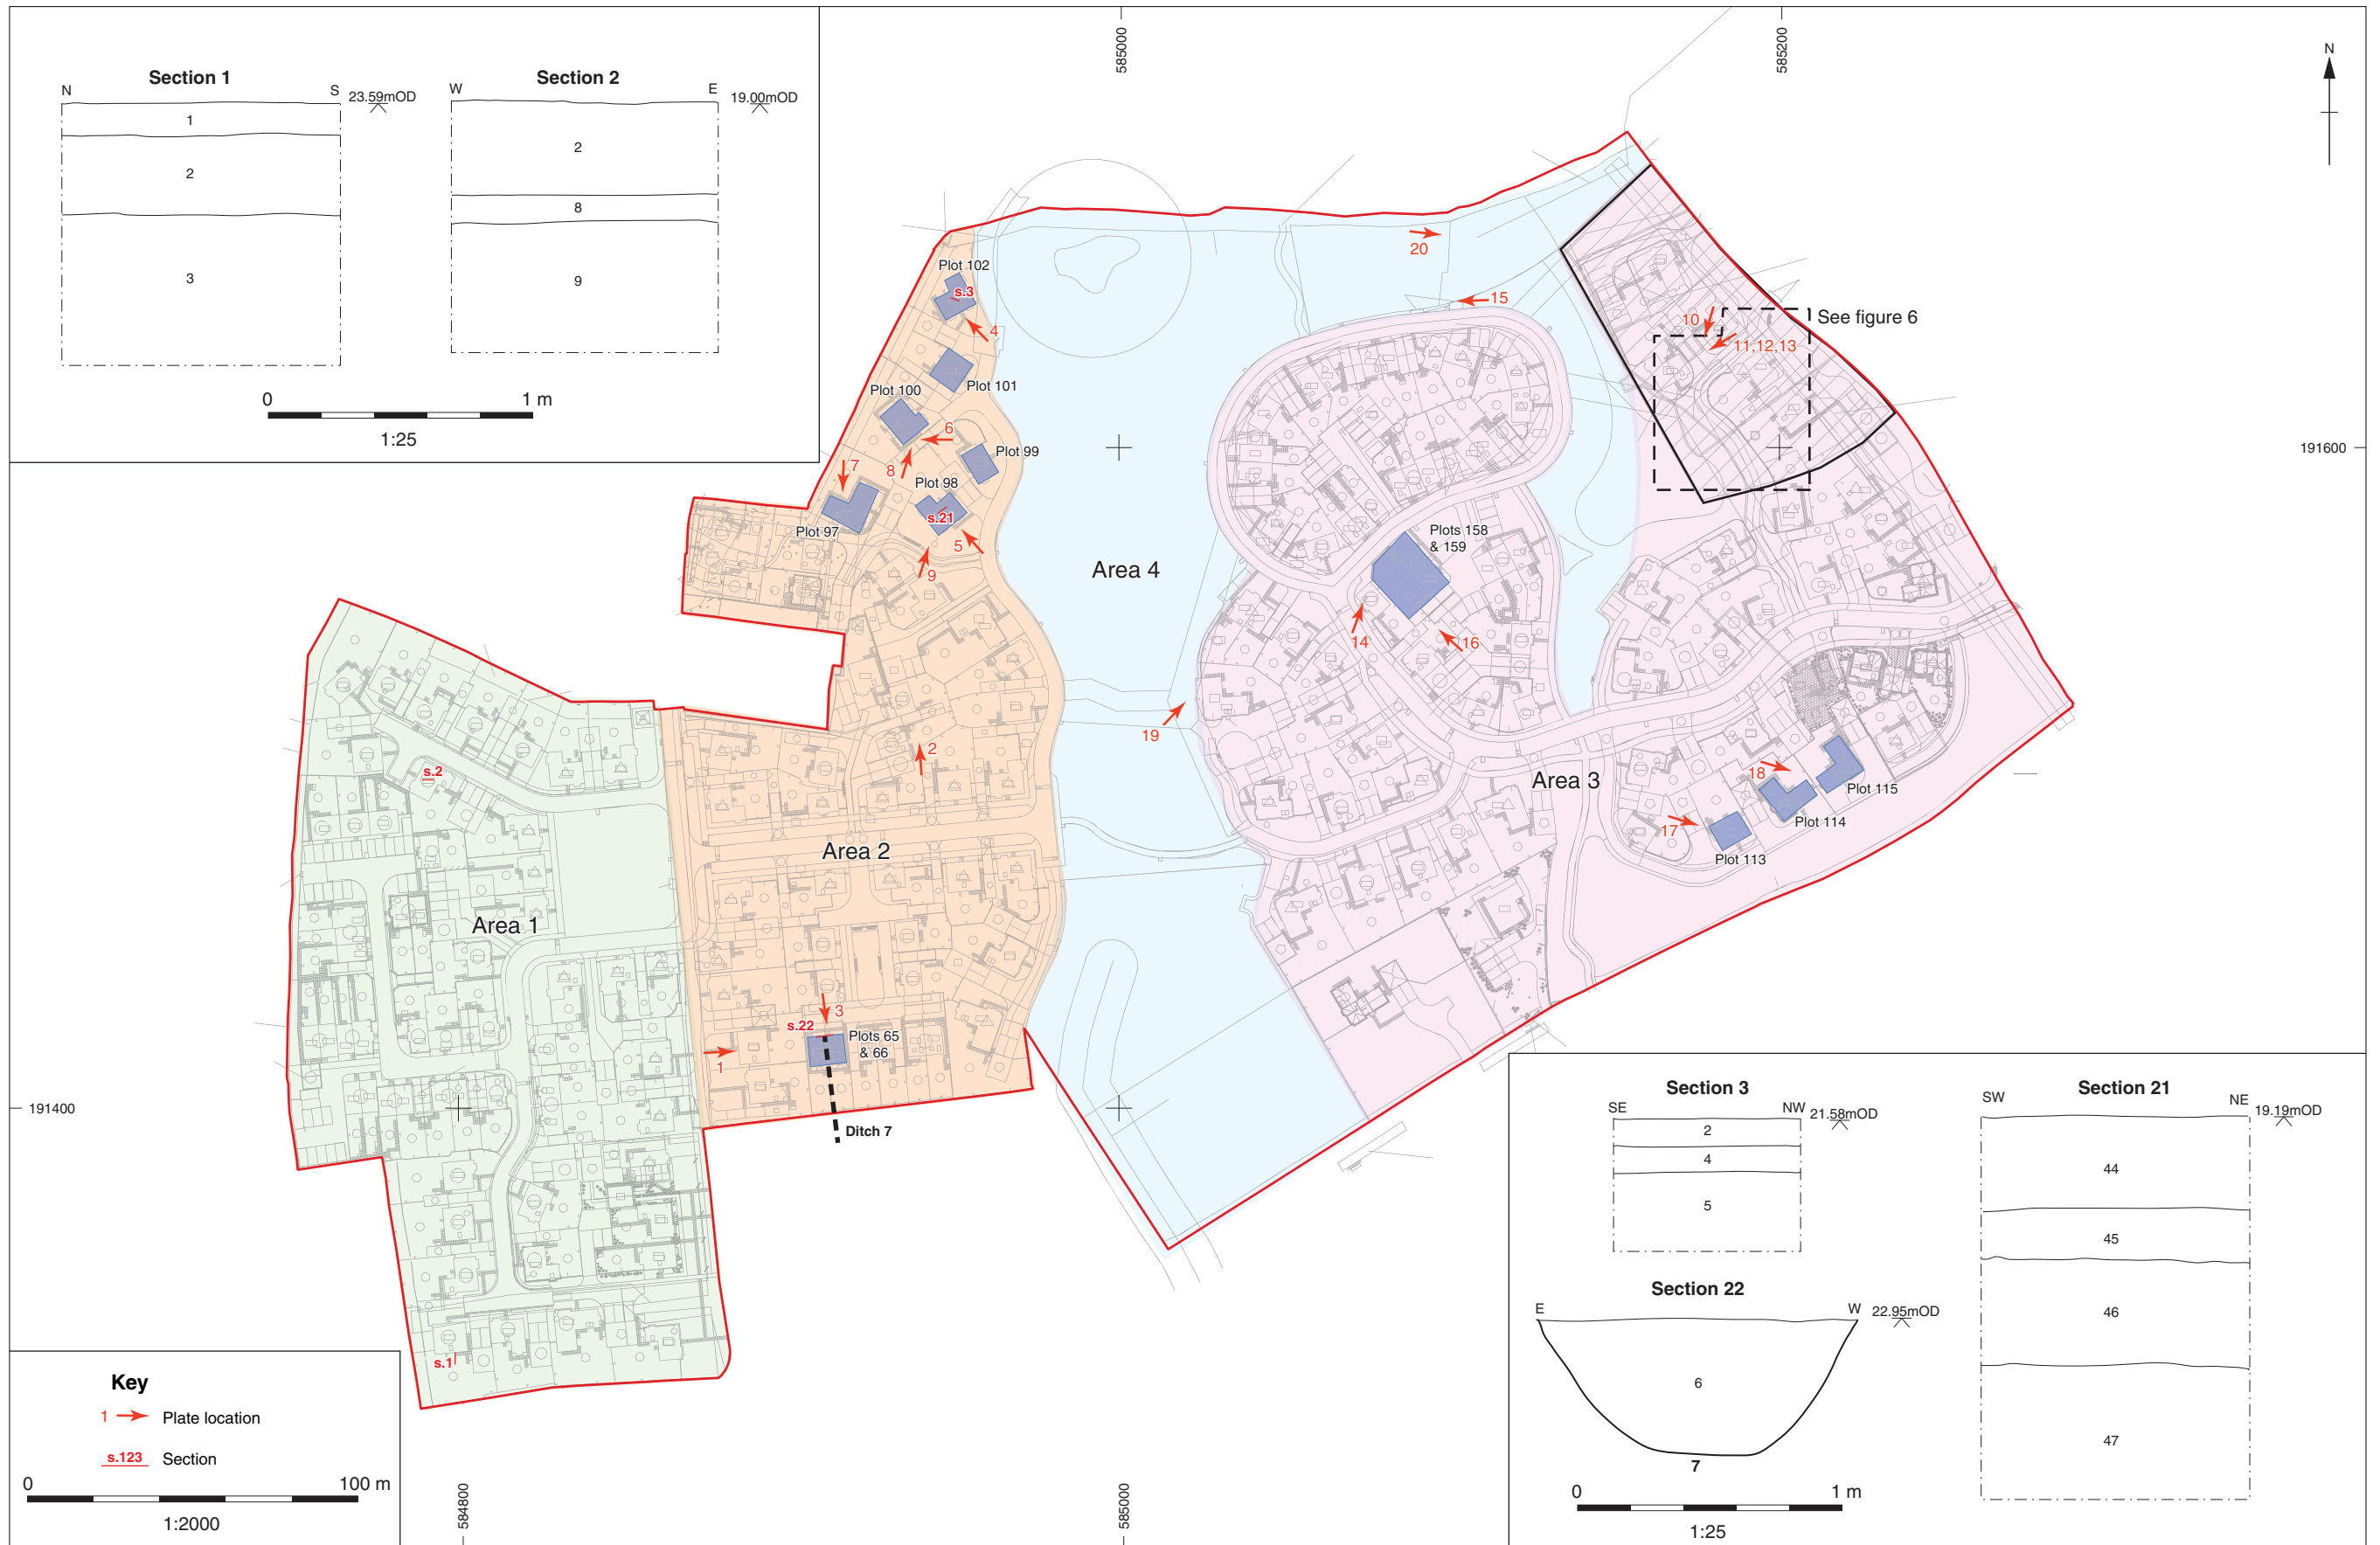 Section 1
N
S
23.59mOD
1
2
3
Section 2
W
E
19.00mOD
2
8
9
0
1 m
1:25
585000
585200
N
191600
20
15
10
11,12,13
See figure 6
Plot 102
s.3
4
Plot 101
Plot 100
6
8
7
Plot 99
Plot 98
s.21
Plot 97
5
9
Area 4
Plots 158
& 159
14
16
19
2
s.2
Area 3
18
Plot 115
Plot 114
17
Plot 113
Area 2
Area 1
3
s.22
Plots 65
& 66
1
Ditch 7
191400
s.1
Key
1
Plate location
s.123
Section
0
100 m
1:2000
584800
585000
Section 3
SE
NW
21.58mOD
2
4
5
Section 21
SW
NE
19.19mOD
44
45
46
47
Section 22
E
W
22.95mOD
6
7
0
1 m
1:25